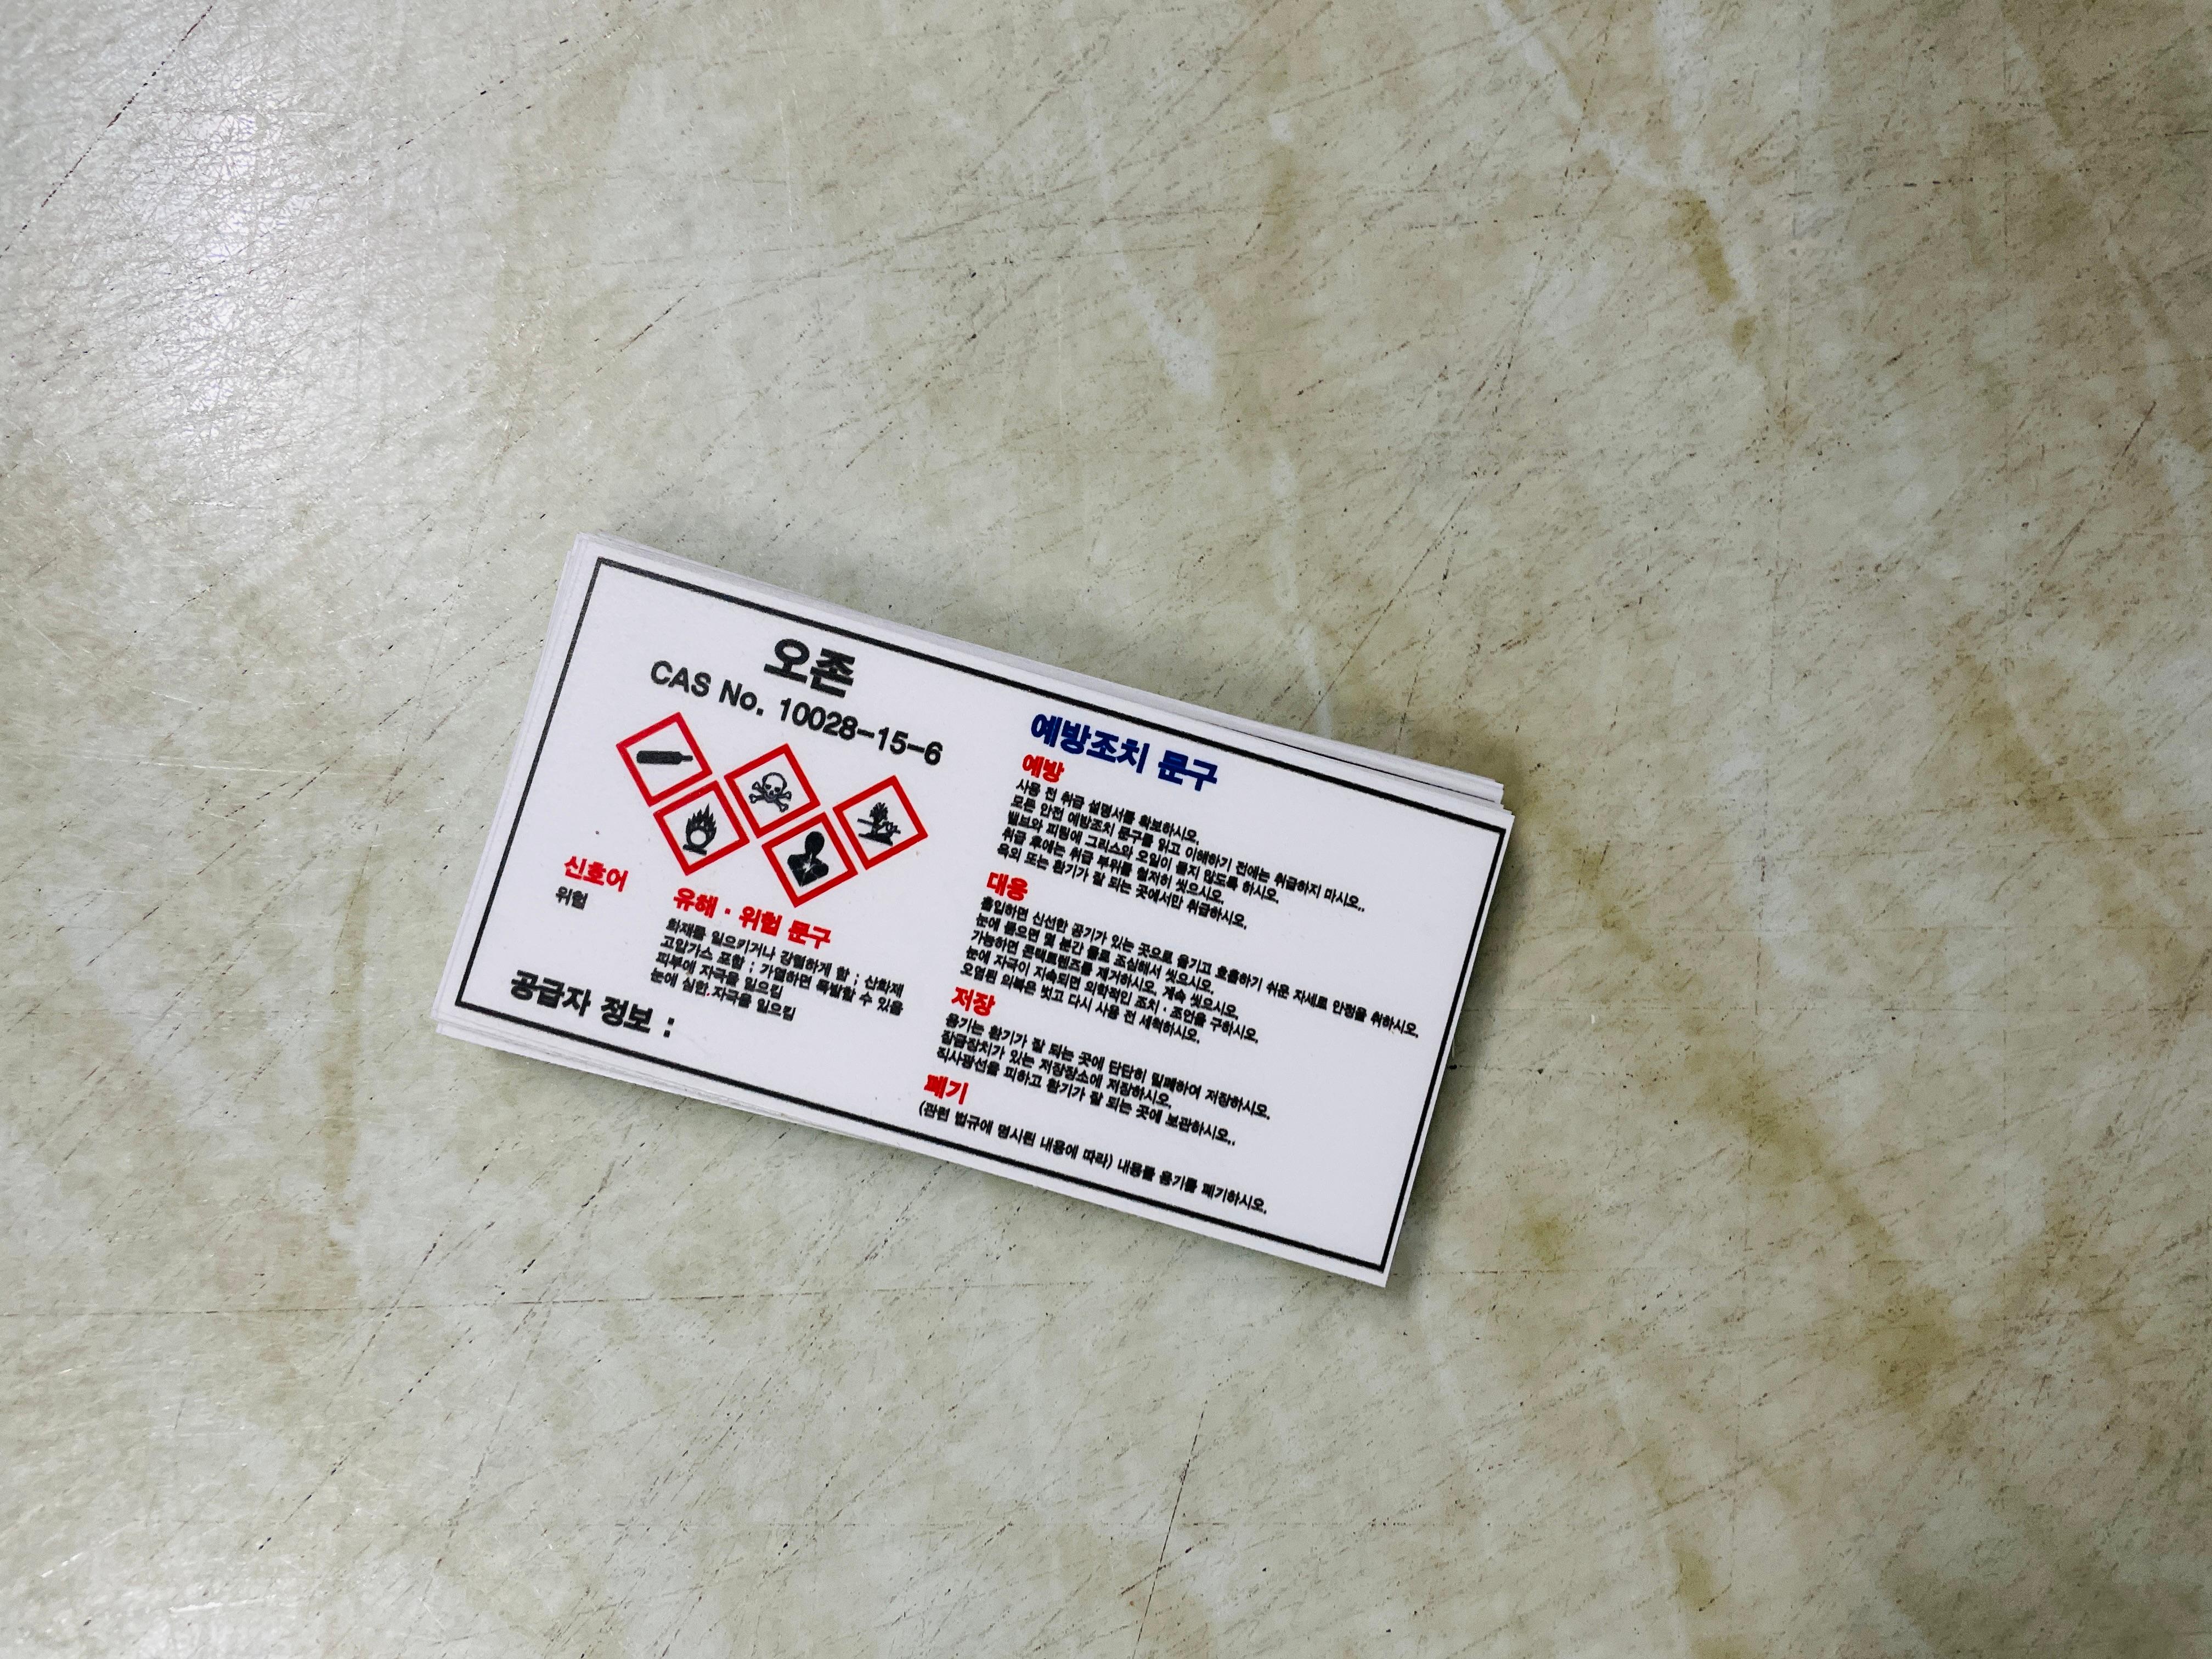 오존
CAS No. 10028-15-6
신호어
위험
유해 · 위험 문구
화재를 일으키거나 강렬하게 함 ; 산화제
고압가스 포함 ; 가열하면 폭발할 수 있음
피부에 자극을 일으킴
눈에 심한 자극을 일으킴
공급자 정보 :
예방조치 문구
예방
사용 전 취급 설명서를 확보하시오.
모든 안전 예방조치 문구를 읽고 이해하기 전에는 취급하지 마시오..
밸브와 피팅에 그리스와 오일이 묻지 않도록 하시오.
취급 후에는 취급 부위를 철저히 씻으시오.
옥외 또는 환기가 잘 되는 곳에서만 취급하시오.
대응
흡입하면 신선한 공기가 있는 곳으로 옮기고 호흡하기 쉬운 자세로 안정을 취하시오.
눈에 묻으면 몇 분간 물로 조심해서 씻으시오.
가능하면 콘택트렌즈를 제거하시오. 계속 씻으시오.
눈에 자극이 지속되면 의학적인 조치 · 조언을 구하시오.
오염된 의복은 벗고 다시 사용 전 세척하시오.
저장
용기는 환기가 잘 되는 곳에 단단히 밀폐하여 저장하시오.
잠금장치가 있는 저장장소에 저장하시오.
직사광선을 피하고 환기가 잘 되는 곳에 보관하시오..
폐기
(관련 법규에 명시된 내용에 따라) 내용물 용기를 폐기하시오.